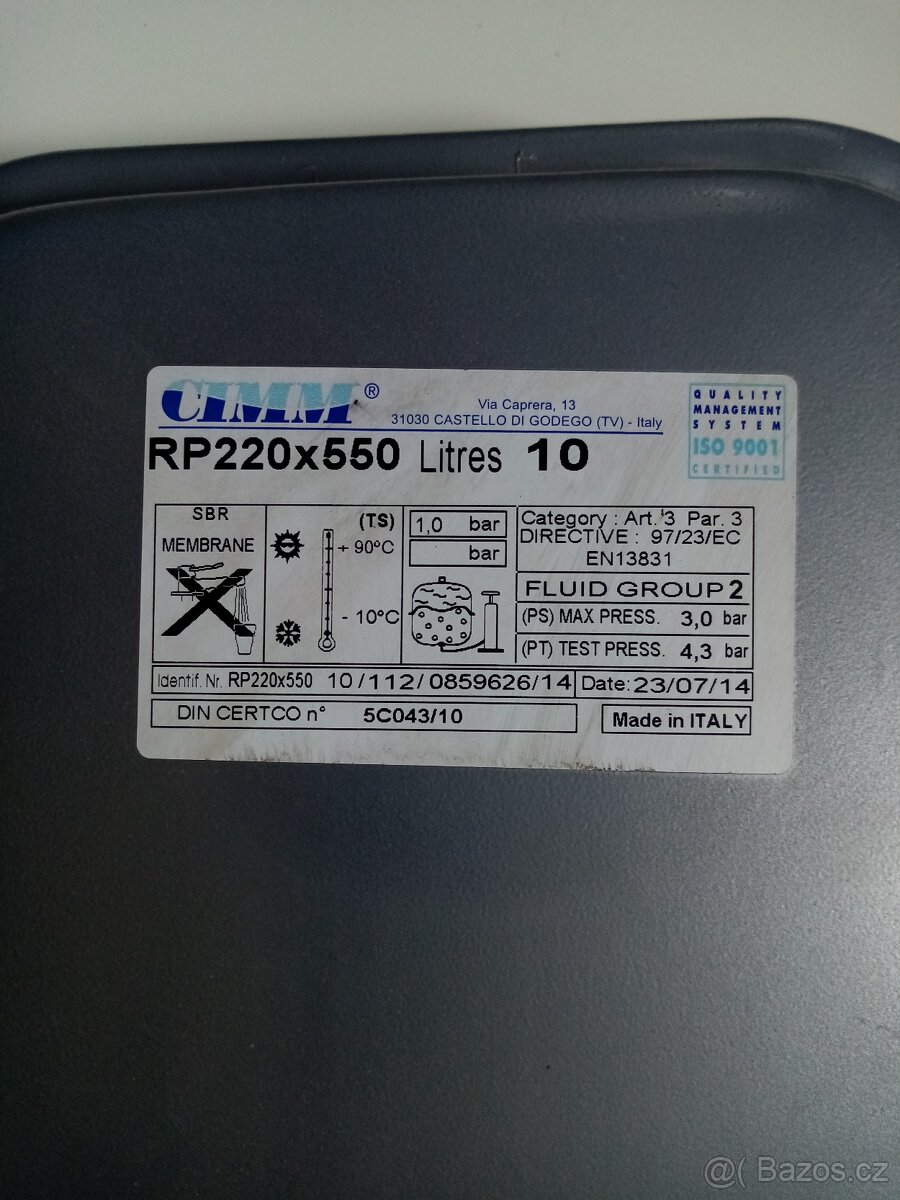 CIMM®
Via Caprera, 13
31030 CASTELLO DI GODEGO (TV) - Italy
QUALITY
MANAGEMENT
SYSTEM
ISO 9001
CERTIFIED
RP220x550 Litres 10
SBR
MEMBRANE
(TS)
+ 90ºC
- 10ºC
1,0 bar
bar
Category : Art. 3 Par. 3
DIRECTIVE : 97/23/EC
EN13831
FLUID GROUP 2
(PS) MAX PRESS. 3,0 bar
(PT) TEST PRESS. 4,3 bar
Identif. Nr. RP220x550 10/112/0859626/14 Date: 23/07/14
DIN CERTCO n° 5C043/10
Made in ITALY
@( Bazos.cz